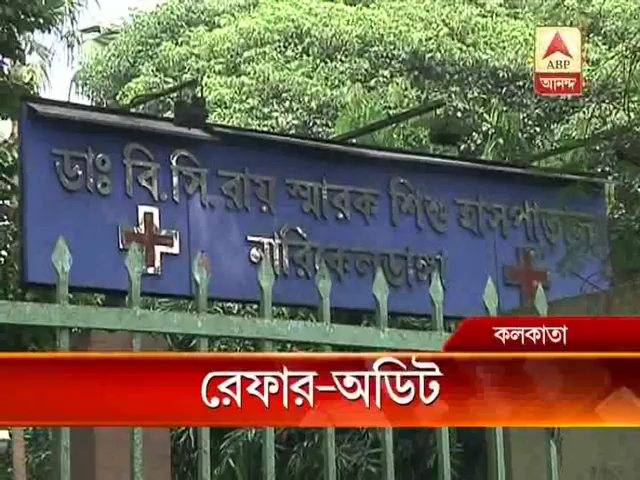 ABP
আনন্দ
ডাঃ বি.সি.রায় স্মারক শিশু হাসপাতাল
নারিকেলডাঙ্গা
কলকাতা
রেফার-অডিট